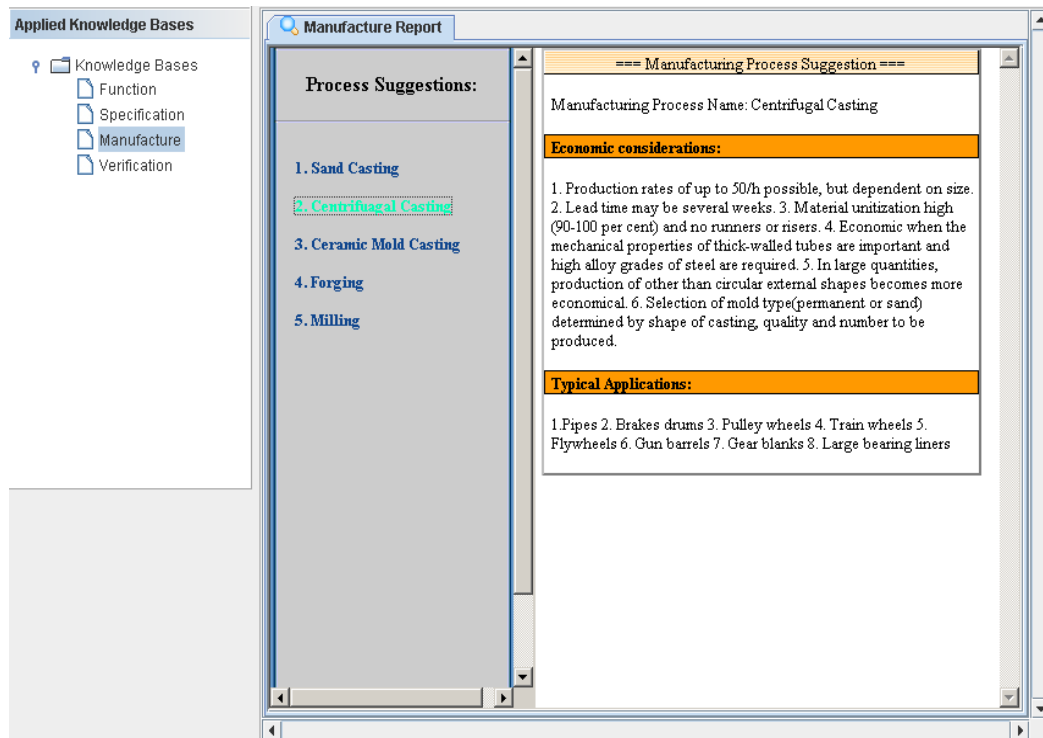 Applied Knowledge Bases
Knowledge Bases
Function
Specification
Manufacture
Verification
Manufacture Report
Process Suggestions:
1. Sand Casting
2. Centrifuagal Casting
3. Ceramic Mold Casting
4. Forging
5. Milling
=== Manufacturing Process Suggestion ===
Manufacturing Process Name: Centrifugal Casting
Economic considerations:
1. Production rates of up to 50/h possible, but dependent on size.
2. Lead time may be several weeks. 3. Material unitization high
(90-100 per cent) and no runners or risers. 4. Economic when the
mechanical properties of thick-walled tubes are important and
high alloy grades of steel are required. 5. In large quantities,
production of other than circular external shapes becomes more
economical. 6. Selection of mold type(permanent or sand)
determined by shape of casting, quality and number to be
produced.
Typical Applications:
1.Pipes 2. Brakes drums 3. Pulley wheels 4. Train wheels 5.
Flywheels 6. Gun barrels 7. Gear blanks 8. Large bearing liners